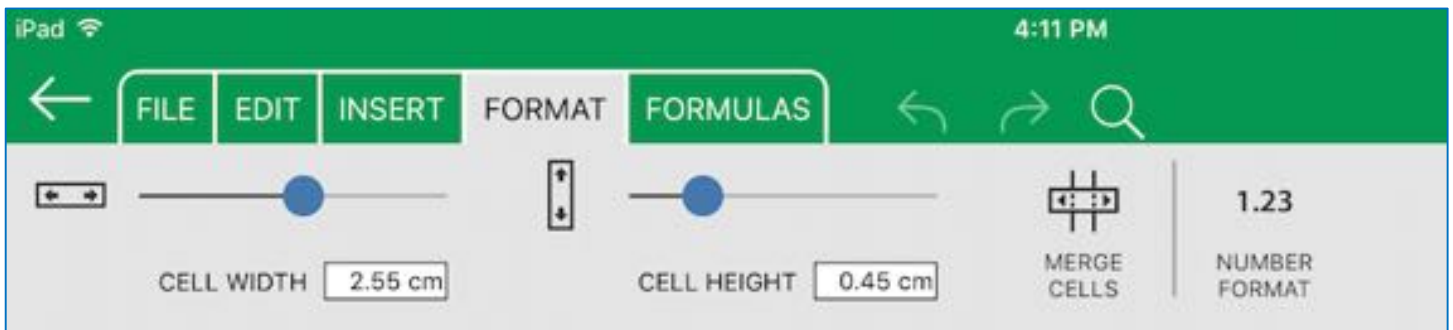 iPad 4:11 PM
FILE EDIT INSERT FORMAT FORMULAS
1.23
CELL WIDTH 2.55 cm CELL HEIGHT 0.45 cm
MERGE
CELLS
NUMBER
FORMAT